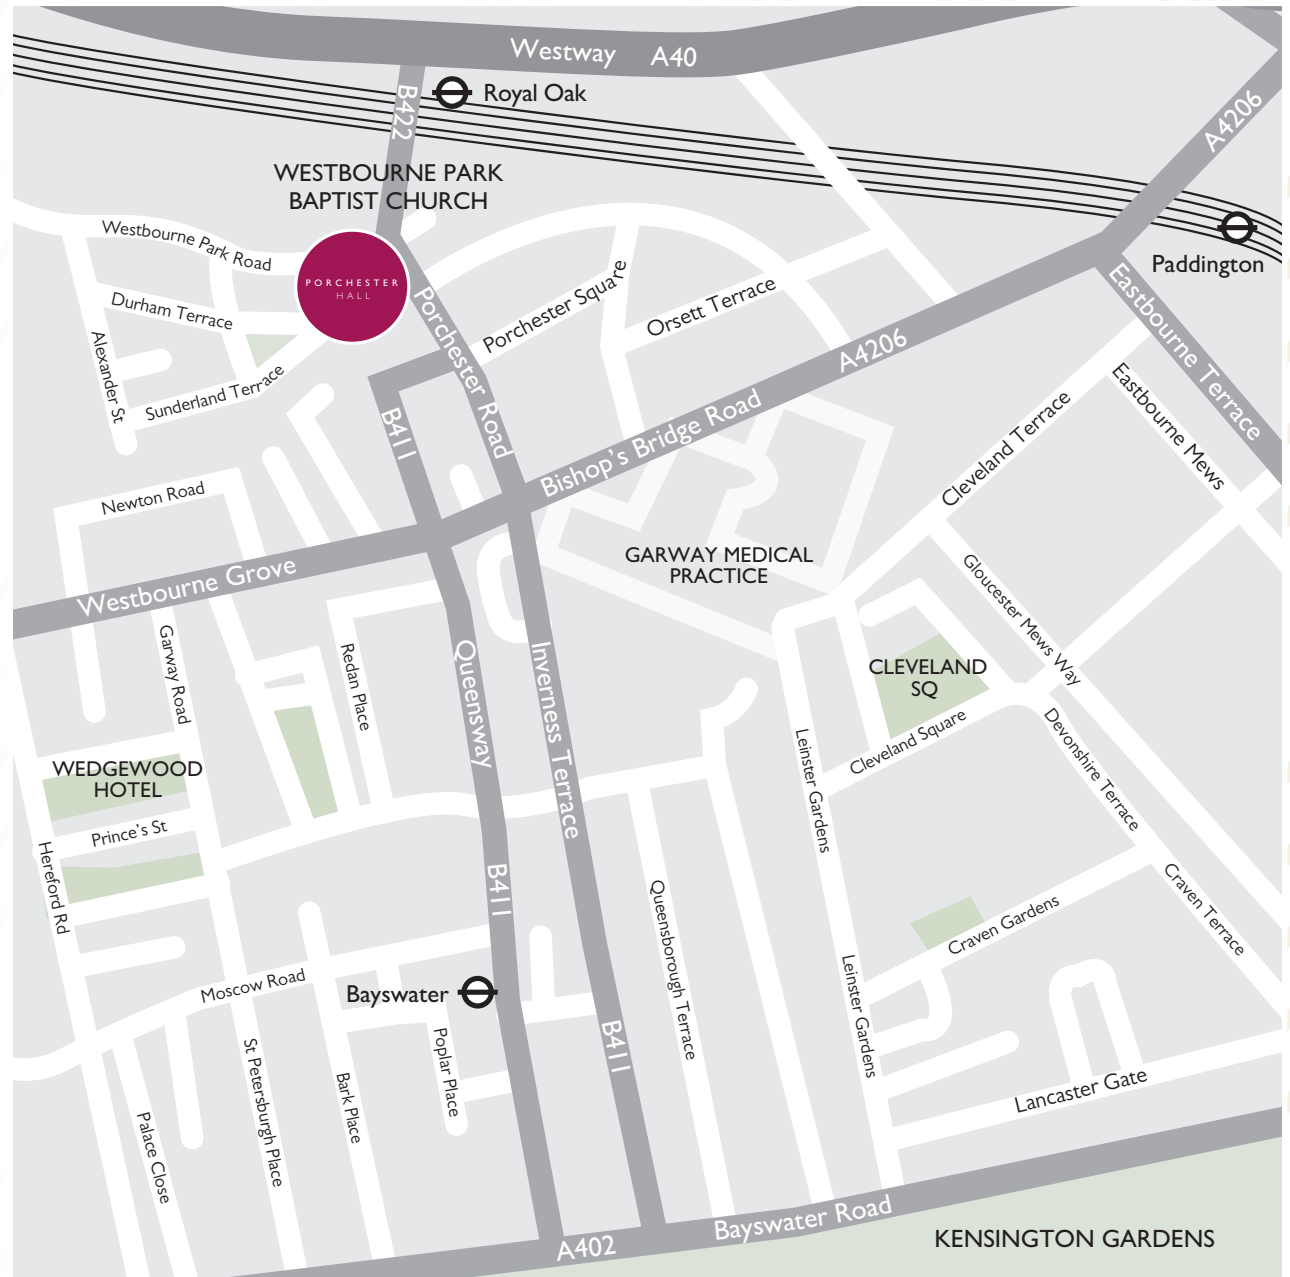 Westway A40
B422
Royal Oak
A4206
WESTBOURNE PARK
BAPTIST CHURCH
Westbourne Park Road
Paddington
PORCHESTER
HALL
Durham Terrace
Porchester Square
Orsett Terrace
Eastbourne Terrace
Alexander St
Porchester Road
A4206
Sunderland Terrace
Eastbourne Mews
B411
Bishop's Bridge Road
Cleveland Terrace
Newton Road
GARWAY MEDICAL
PRACTICE
Westbourne Grove
Gloucester Mews Way
Garway Road
Redan Place
Queensway
Inverness Terrace
CLEVELAND
SQ
Cleveland Square
Leinster Gardens
Devonshire Terrace
WEDGEWOOD
HOTEL
Prince's St
Hereford Rd
B411
Queensborough Terrace
Craven Terrace
Craven Gardens
Moscow Road
Bayswater
Leinster Gardens
B411
Poplar Place
St Petersburgh Place
Bark Place
Palace Close
Lancaster Gate
Bayswater Road
A402
KENSINGTON GARDENS